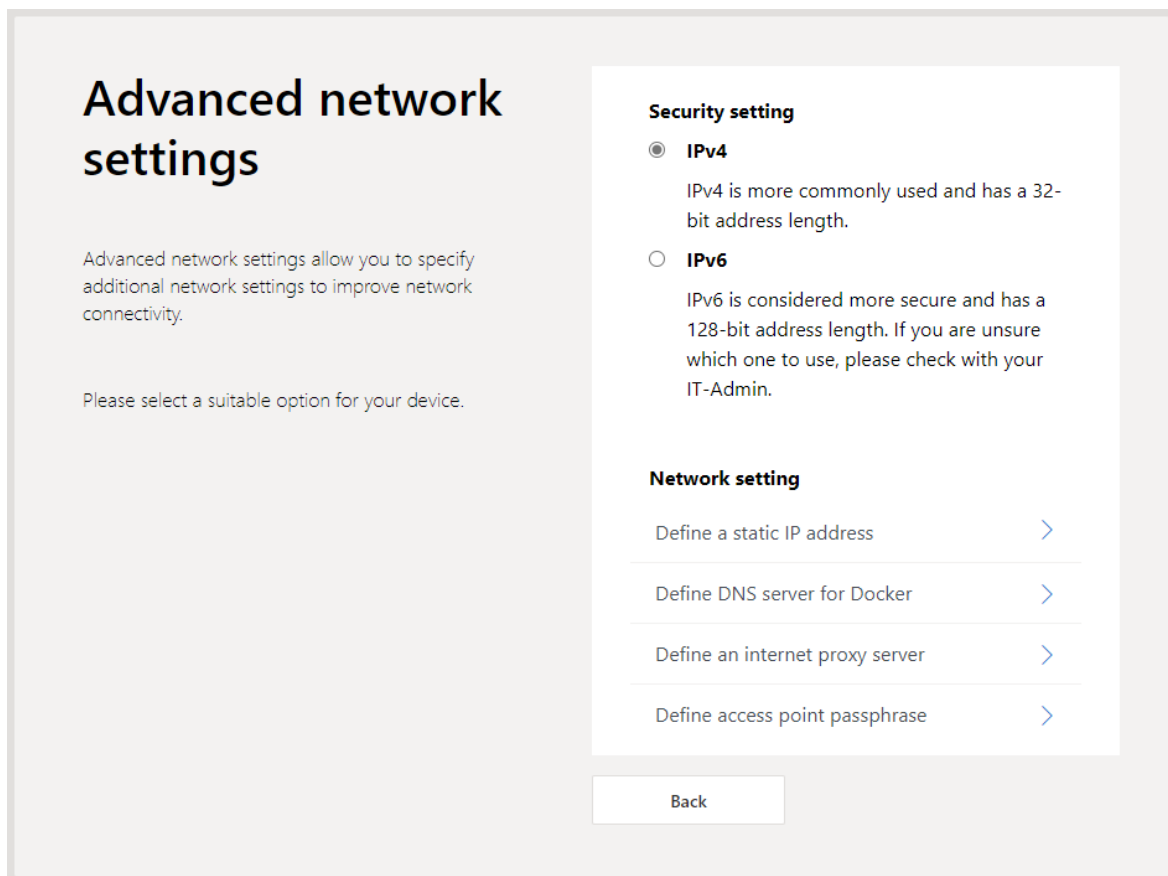 Advanced network
settings
Advanced network settings allow you to specify
additional network settings to improve network
connectivity.
Please select a suitable option for your device.
Security setting
IPv4
IPv4 is more commonly used and has a 32-
bit address length.
IPv6
IPv6 is considered more secure and has a
128-bit address length. If you are unsure
which one to use, please check with your
IT-Admin.
Network setting
Define a static IP address
Define DNS server for Docker
Define an internet proxy server
Define access point passphrase
Back